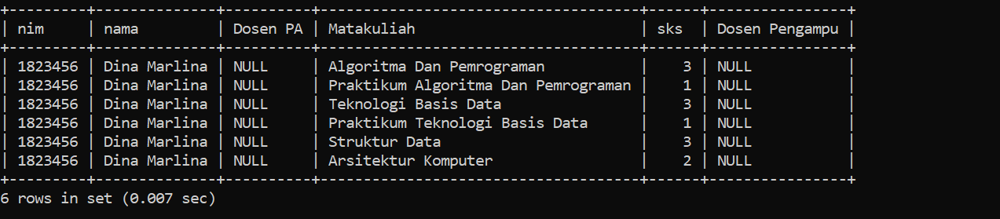 +---------+--------------+----------+--------------------------------------+------+----------------+
| nim     | nama         | Dosen PA | Matakuliah                           | sks  | Dosen Pengampu |
+---------+--------------+----------+--------------------------------------+------+----------------+
| 1823456 | Dina Marlina | NULL     | Algoritma Dan Pemrograman            |    3 | NULL           |
| 1823456 | Dina Marlina | NULL     | Praktikum Algoritma Dan Pemrograman  |    1 | NULL           |
| 1823456 | Dina Marlina | NULL     | Teknologi Basis Data                 |    3 | NULL           |
| 1823456 | Dina Marlina | NULL     | Praktikum Teknologi Basis Data       |    1 | NULL           |
| 1823456 | Dina Marlina | NULL     | Struktur Data                        |    3 | NULL           |
| 1823456 | Dina Marlina | NULL     | Arsitektur Komputer                  |    2 | NULL           |
+---------+--------------+----------+--------------------------------------+------+----------------+
6 rows in set (0.007 sec)